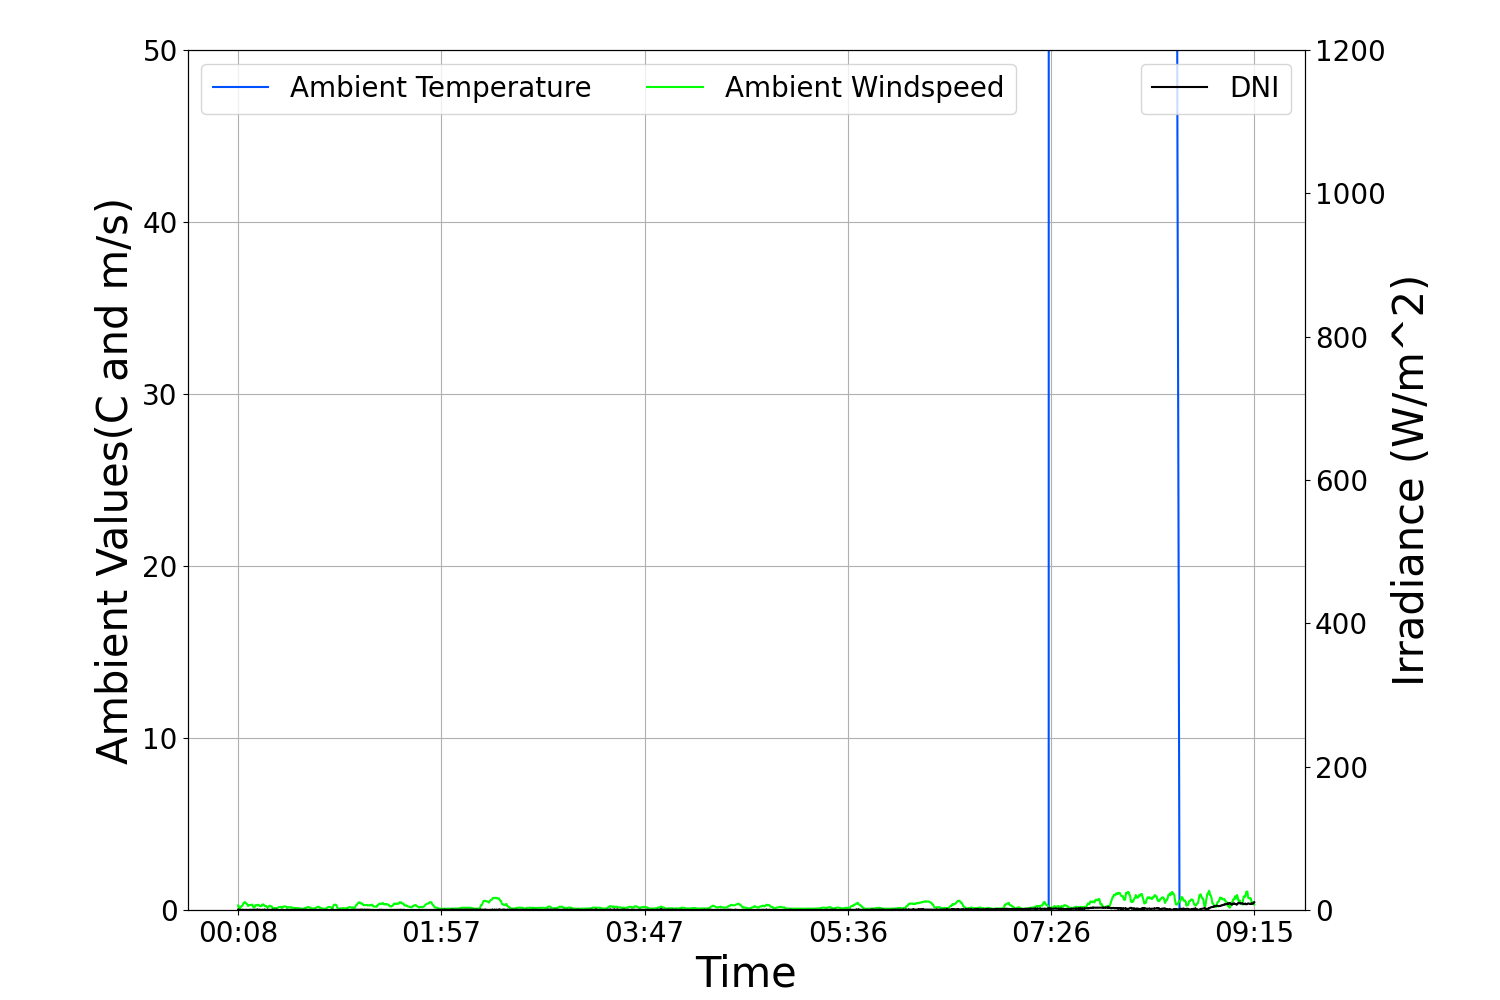 50
40
30
20
10
0
Ambient Values(C and m/s)
Ambient Temperature
Ambient Windspeed
DNI
1200
1000
800
600
400
200
0
Irradiance (W/m^2)
00:08 01:57 03:47 05:36 07:26 09:15
Time